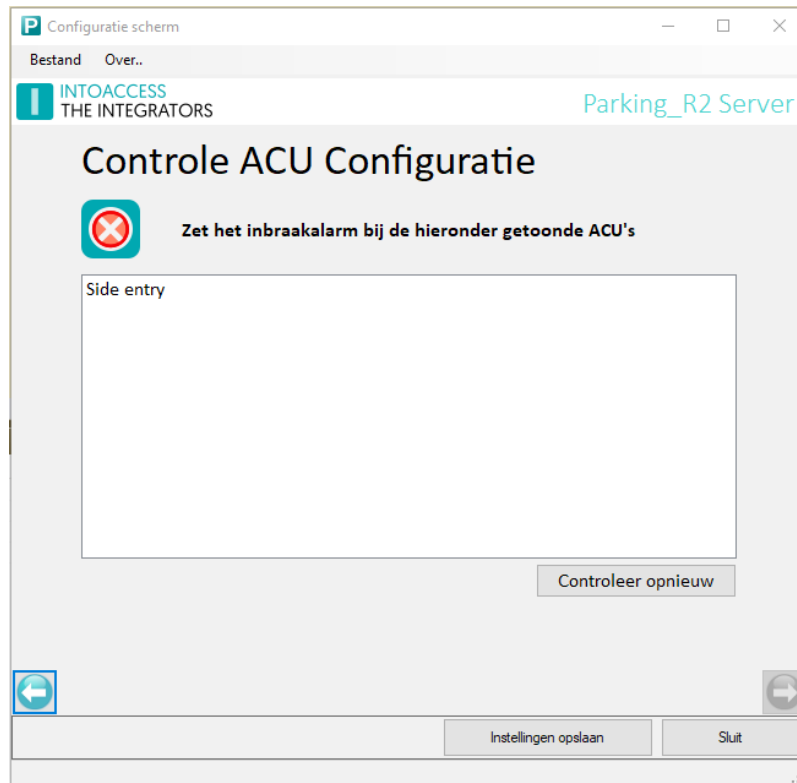 Configuratie scherm
Bestand Over..
INTOACCESS
THE INTEGRATORS
Parking_R2 Server
Controle ACU Configuratie
Zet het inbraakalarm bij de hieronder getoonde ACU's
Side entry
Controleer opnieuw
Instellingen opslaan Sluit